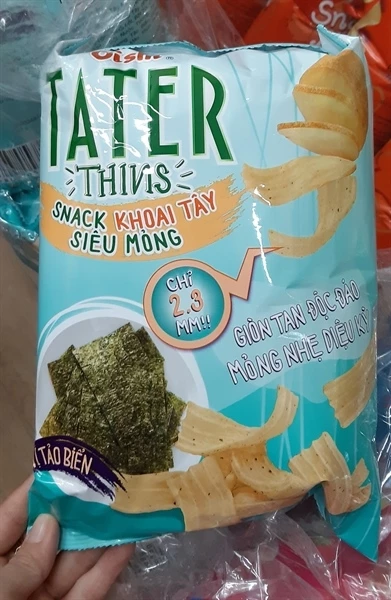 Oishi
TATER
THINS
SNACK KHOAI TÂY
SIÊU MỎNG
CHỈ
2.3
MM!!
GIÒN TAN ĐỘC ĐÁO
MỎNG NHẸ DIỆU KỲ
TẢO BIỂN
Sn